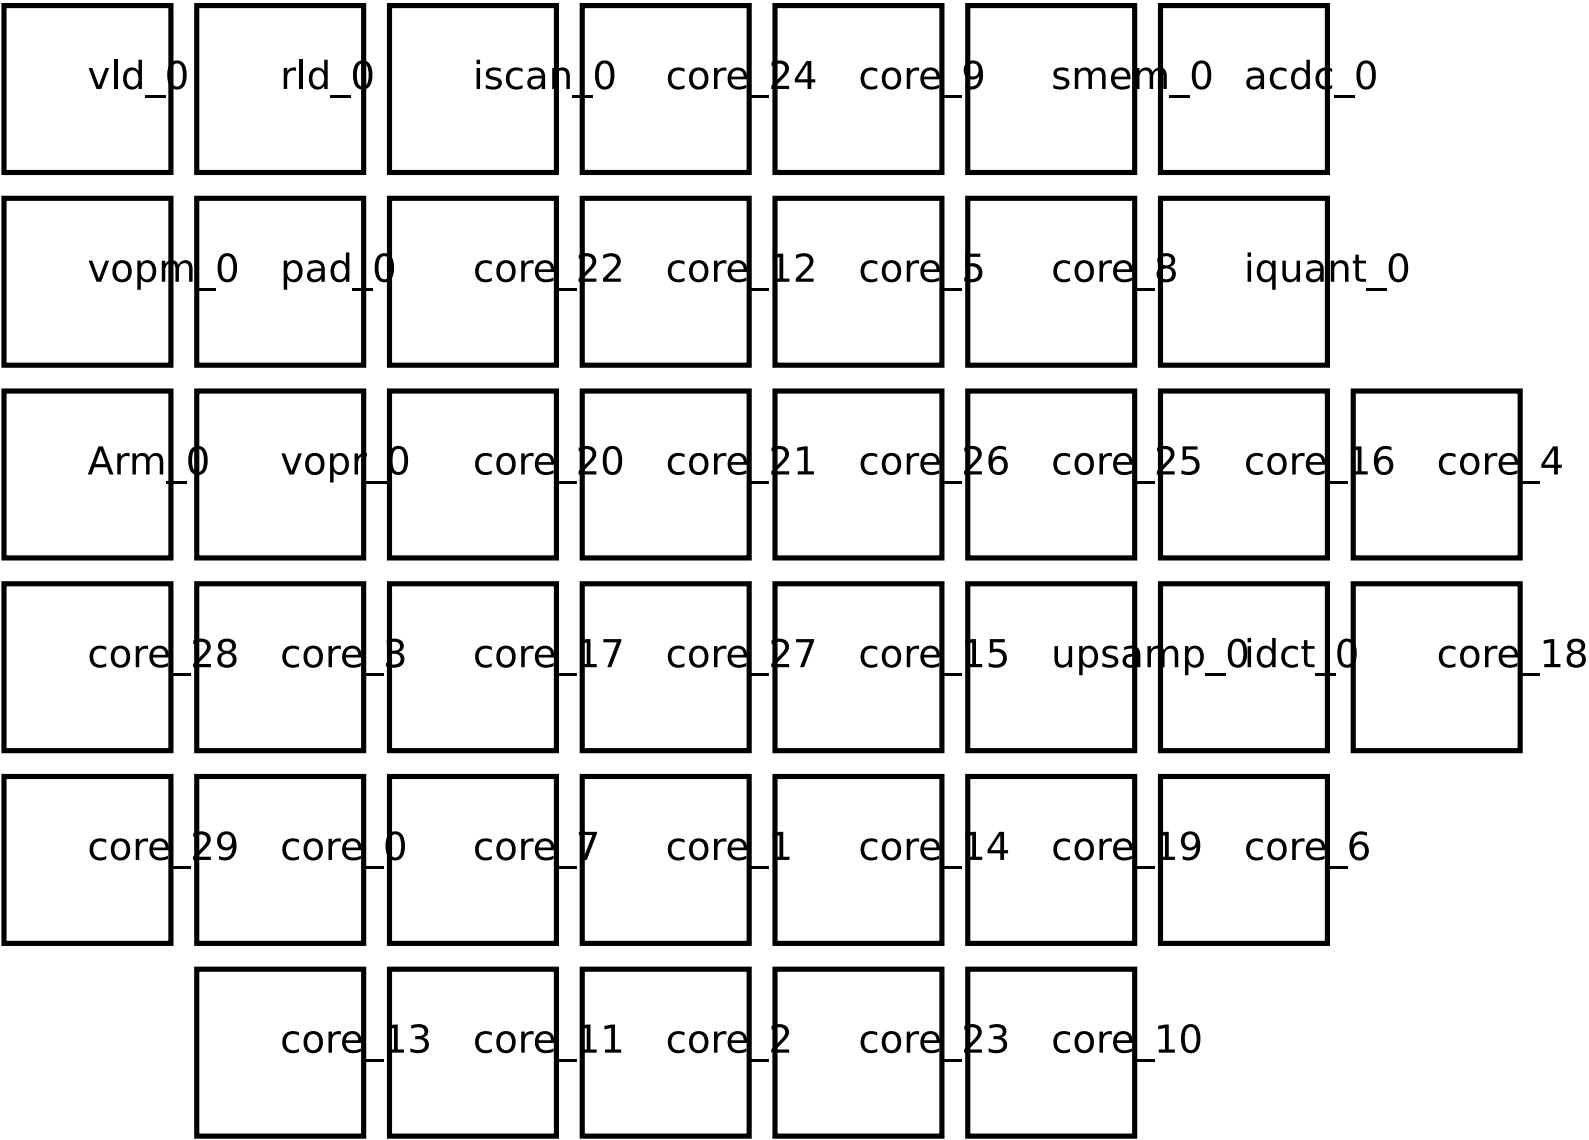 vld_0 rld_0 iscan_0 core_24 core_9 smem_0 acdc_0
vopm_0 pad_0 core_22 core_12 core_5 core_8 iquant_0
Arm_0 vopr_0 core_20 core_21 core_26 core_25 core_16 core_4
core_28 core_3 core_17 core_27 core_15 upsamp_0 idct_0 core_18
core_29 core_0 core_7 core_1 core_14 core_19 core_6
core_13 core_11 core_2 core_23 core_10